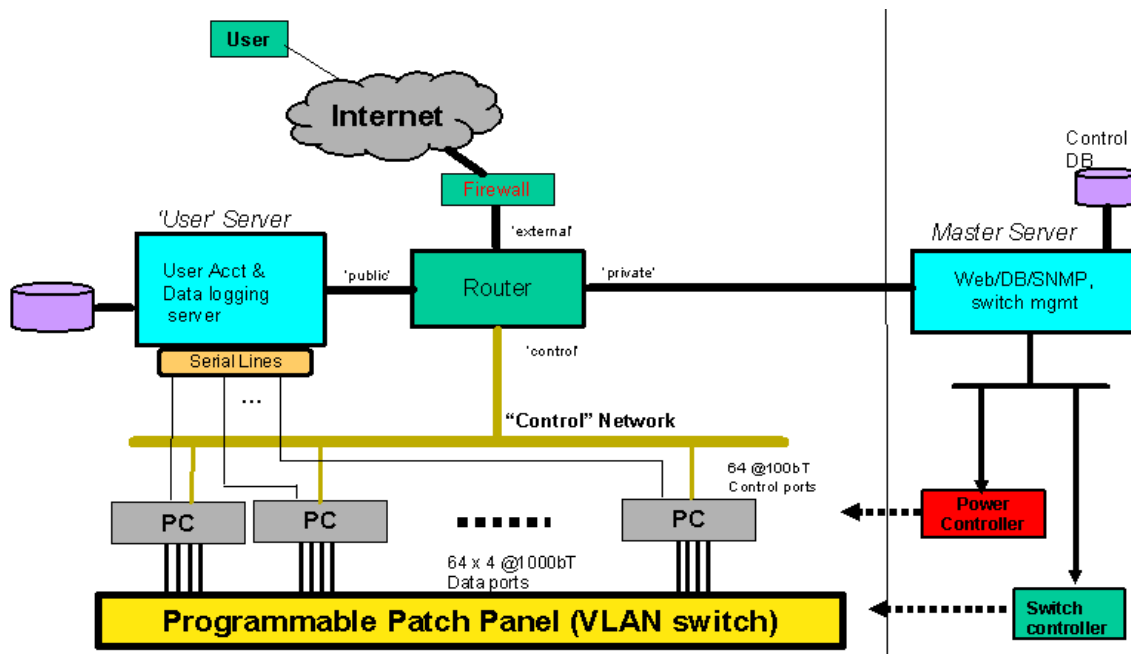 User
Internet
Control
DB
Firewall
'User' Server
'external'
Master Server
User Acct &
Data logging
server
'public'
Router
'private'
Web/DB/SNMP,
switch mgmt
Serial Lines
'control'
...
"Control" Network
64 @100bT
Control ports
PC
PC
PC
Power
Controller
64 x 4 @1000bT
Data ports
Programmable Patch Panel (VLAN switch)
Switch
controller